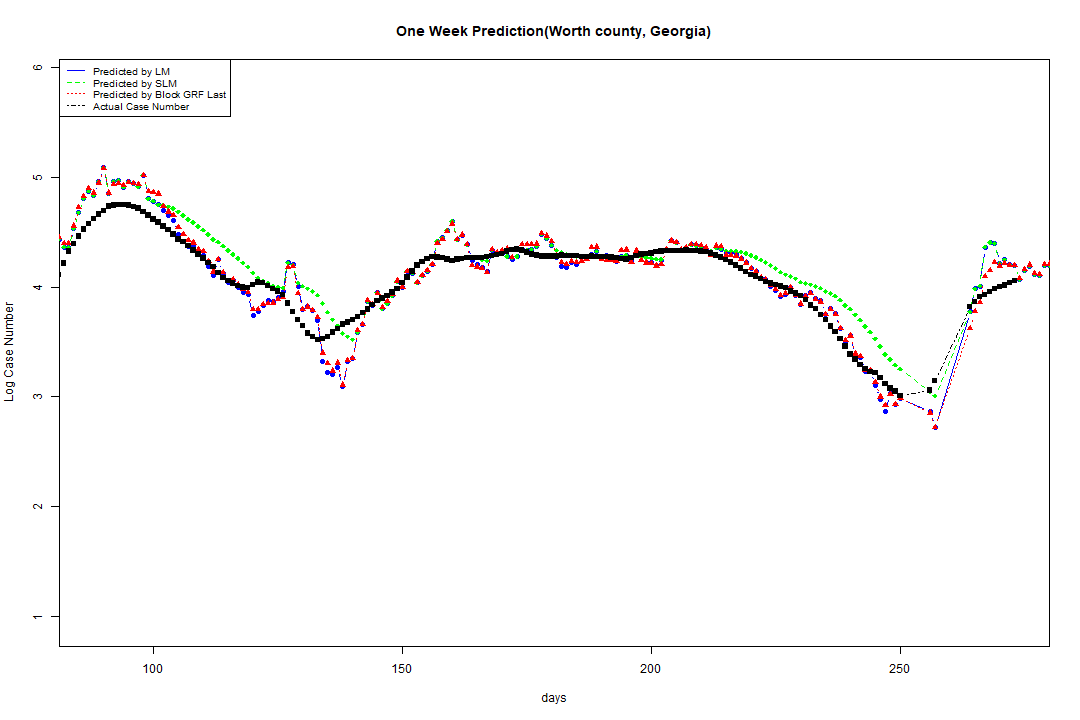 One Week Prediction(Worth county, Georgia)
6
Predicted by LM
Predicted by SLM
Predicted by Block GRF Last
Actual Case Number
5
4
3
2
1
Log Case Number
100
150
200
250
days